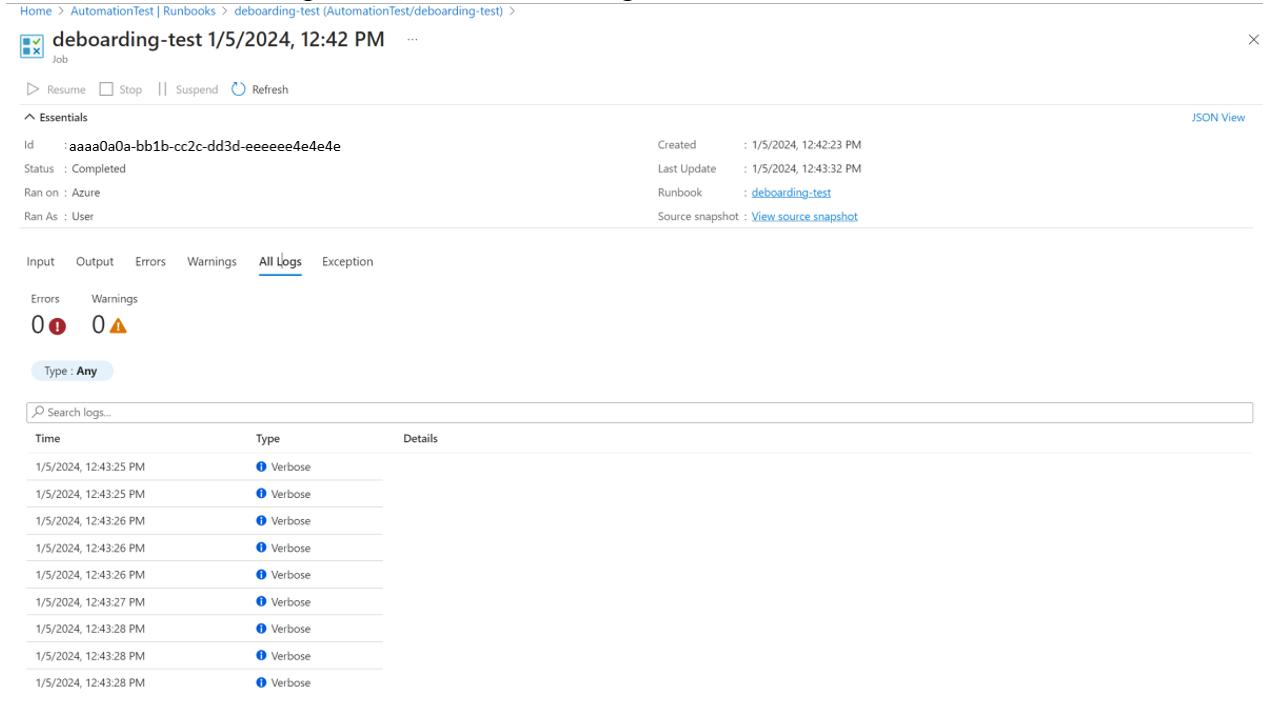 Home > AutomationTest | Runbooks > deboarding-test (AutomationTest/deboarding-test) >
deboarding-test 1/5/2024, 12:42 PM ...
Job
Resume Stop Suspend Refresh
Essentials JSON View
Id : aaaa0a0a-bb1b-cc2c-dd3d-eeeeee4e4e4e
Created : 1/5/2024, 12:42:23 PM
Status : Completed
Last Update : 1/5/2024, 12:43:32 PM
Ran on : Azure
Runbook : deboarding-test
Ran As : User
Source snapshot : View source snapshot
Input Output Errors Warnings All Logs Exception
Errors Warnings
0 0
Type : Any
Search logs...
Time Type Details
1/5/2024, 12:43:25 PM Verbose
1/5/2024, 12:43:25 PM Verbose
1/5/2024, 12:43:26 PM Verbose
1/5/2024, 12:43:26 PM Verbose
1/5/2024, 12:43:26 PM Verbose
1/5/2024, 12:43:27 PM Verbose
1/5/2024, 12:43:28 PM Verbose
1/5/2024, 12:43:28 PM Verbose
1/5/2024, 12:43:28 PM Verbose